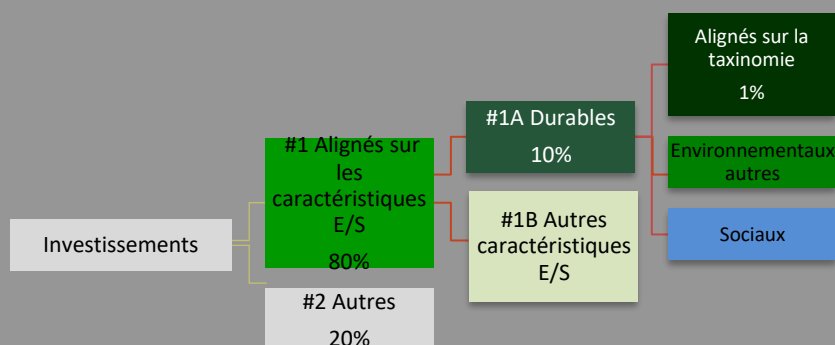 Investissements
#1 Alignés sur
les
caractéristiques
E/S
80%
#2 Autres
20%
#1A Durables
10%
#1B Autres
caractéristiques
E/S
Alignés sur la
taxinomie
1%
Environnementaux
autres
Sociaux